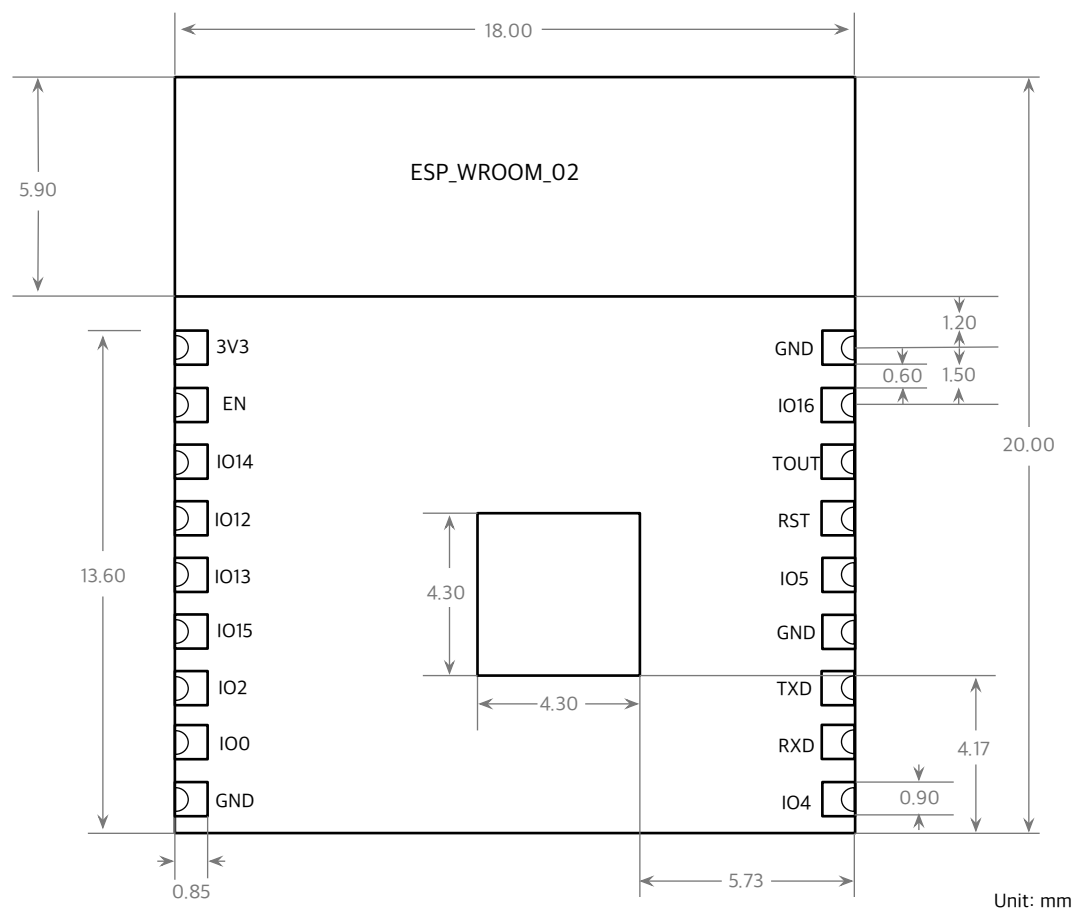 18.00
ESP_WROOM_02
5.90
1.20
3V3
GND
0.60
1.50
EN
IO16
20.00
IO14
TOUT
IO12
RST
13.60
IO13
IO5
4.30
IO15
GND
IO2
TXD
4.30
IO0
RXD
4.17
GND
IO4
0.90
0.85
5.73
Unit: mm